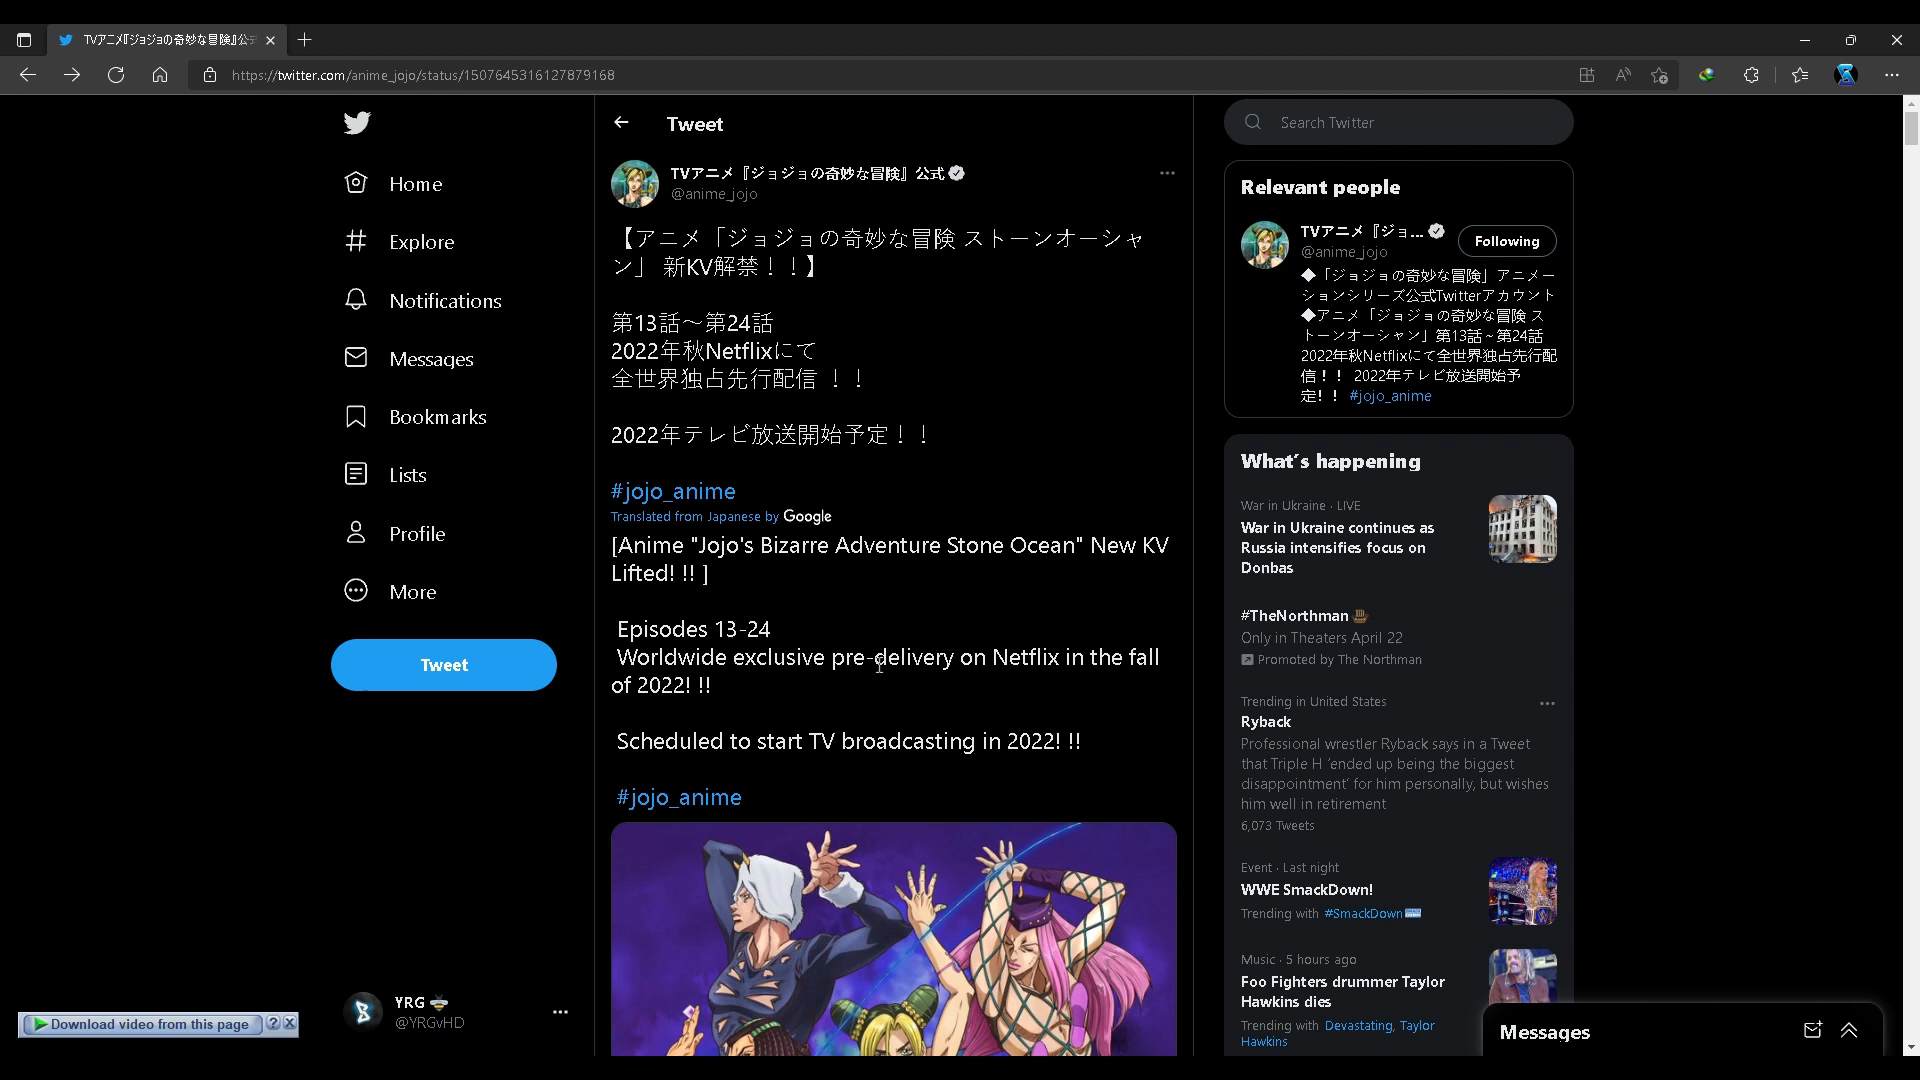 TVアニメ『ジョジョの奇妙な冒険』公式
https://twitter.com/anime_jojo/status/1507645316127879168
Home
Explore
Notifications
Messages
Bookmarks
Lists
Profile
More
Tweet
YRG
@YRGvHD
Download video from this page
Tweet
TVアニメ『ジョジョの奇妙な冒険』公式
@anime_jojo
【アニメ「ジョジョの奇妙な冒険 ストーンオーシャ
ン」 新KV解禁！！】
第13話～第24話
2022年秋Netflixにて
全世界独占先行配信 ！！
2022年テレビ放送開始予定！！
#jojo_anime
Translated from Japanese by Google
[Anime "Jojo's Bizarre Adventure Stone Ocean" New KV
Lifted! !! ]
Episodes 13-24
Worldwide exclusive pre-delivery on Netflix in the fall
of 2022! !!
Scheduled to start TV broadcasting in 2022! !!
#jojo_anime
Search Twitter
Relevant people
TVアニメ『ジョ...
@anime_jojo
Following
◆「ジョジョの奇妙な冒険」アニメー
ションシリーズ公式Twitterアカウント
◆アニメ「ジョジョの奇妙な冒険 ス
トーンオーシャン」第13話～第24話
2022年秋Netflixにて全世界独占先行配
信！！ 2022年テレビ放送開始予
定！！ #jojo_anime
What's happening
War in Ukraine · LIVE
War in Ukraine continues as
Russia intensifies focus on
Donbas
#TheNorthman
Only in Theaters April 22
Promoted by The Northman
Trending in United States
Ryback
Professional wrestler Ryback says in a Tweet
that Triple H 'ended up being the biggest
disappointment' for him personally, but wishes
him well in retirement
6,073 Tweets
Event · Last night
WWE SmackDown!
Trending with #SmackDown
Music · 5 hours ago
Foo Fighters drummer Taylor
Hawkins dies
Trending with Devastating, Taylor
Hawkins
Messages